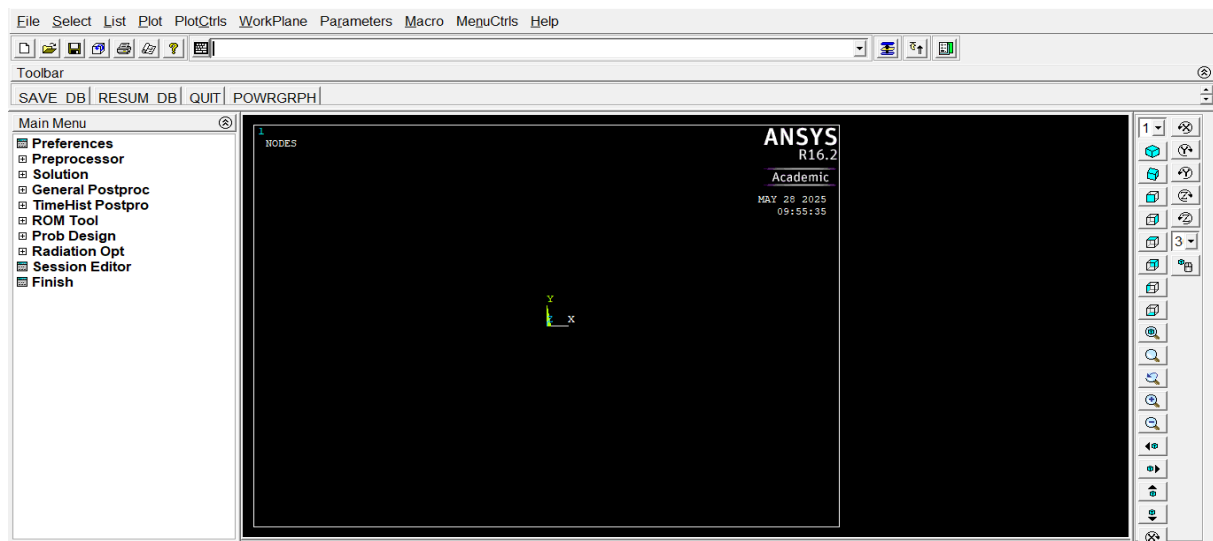 File Select List Plot PlotCtrls WorkPlane Parameters Macro MenuCtrls Help
Toolbar
SAVE_DB RESUM_DB QUIT POWRGRPH
Main Menu
Preferences
Preprocessor
Solution
General Postproc
TimeHist Postpro
ROM Tool
Prob Design
Radiation Opt
Session Editor
Finish
1
NODES
ANSYS
R16.2
Academic
MAY 28 2025
09:55:35
Y
X
1
3